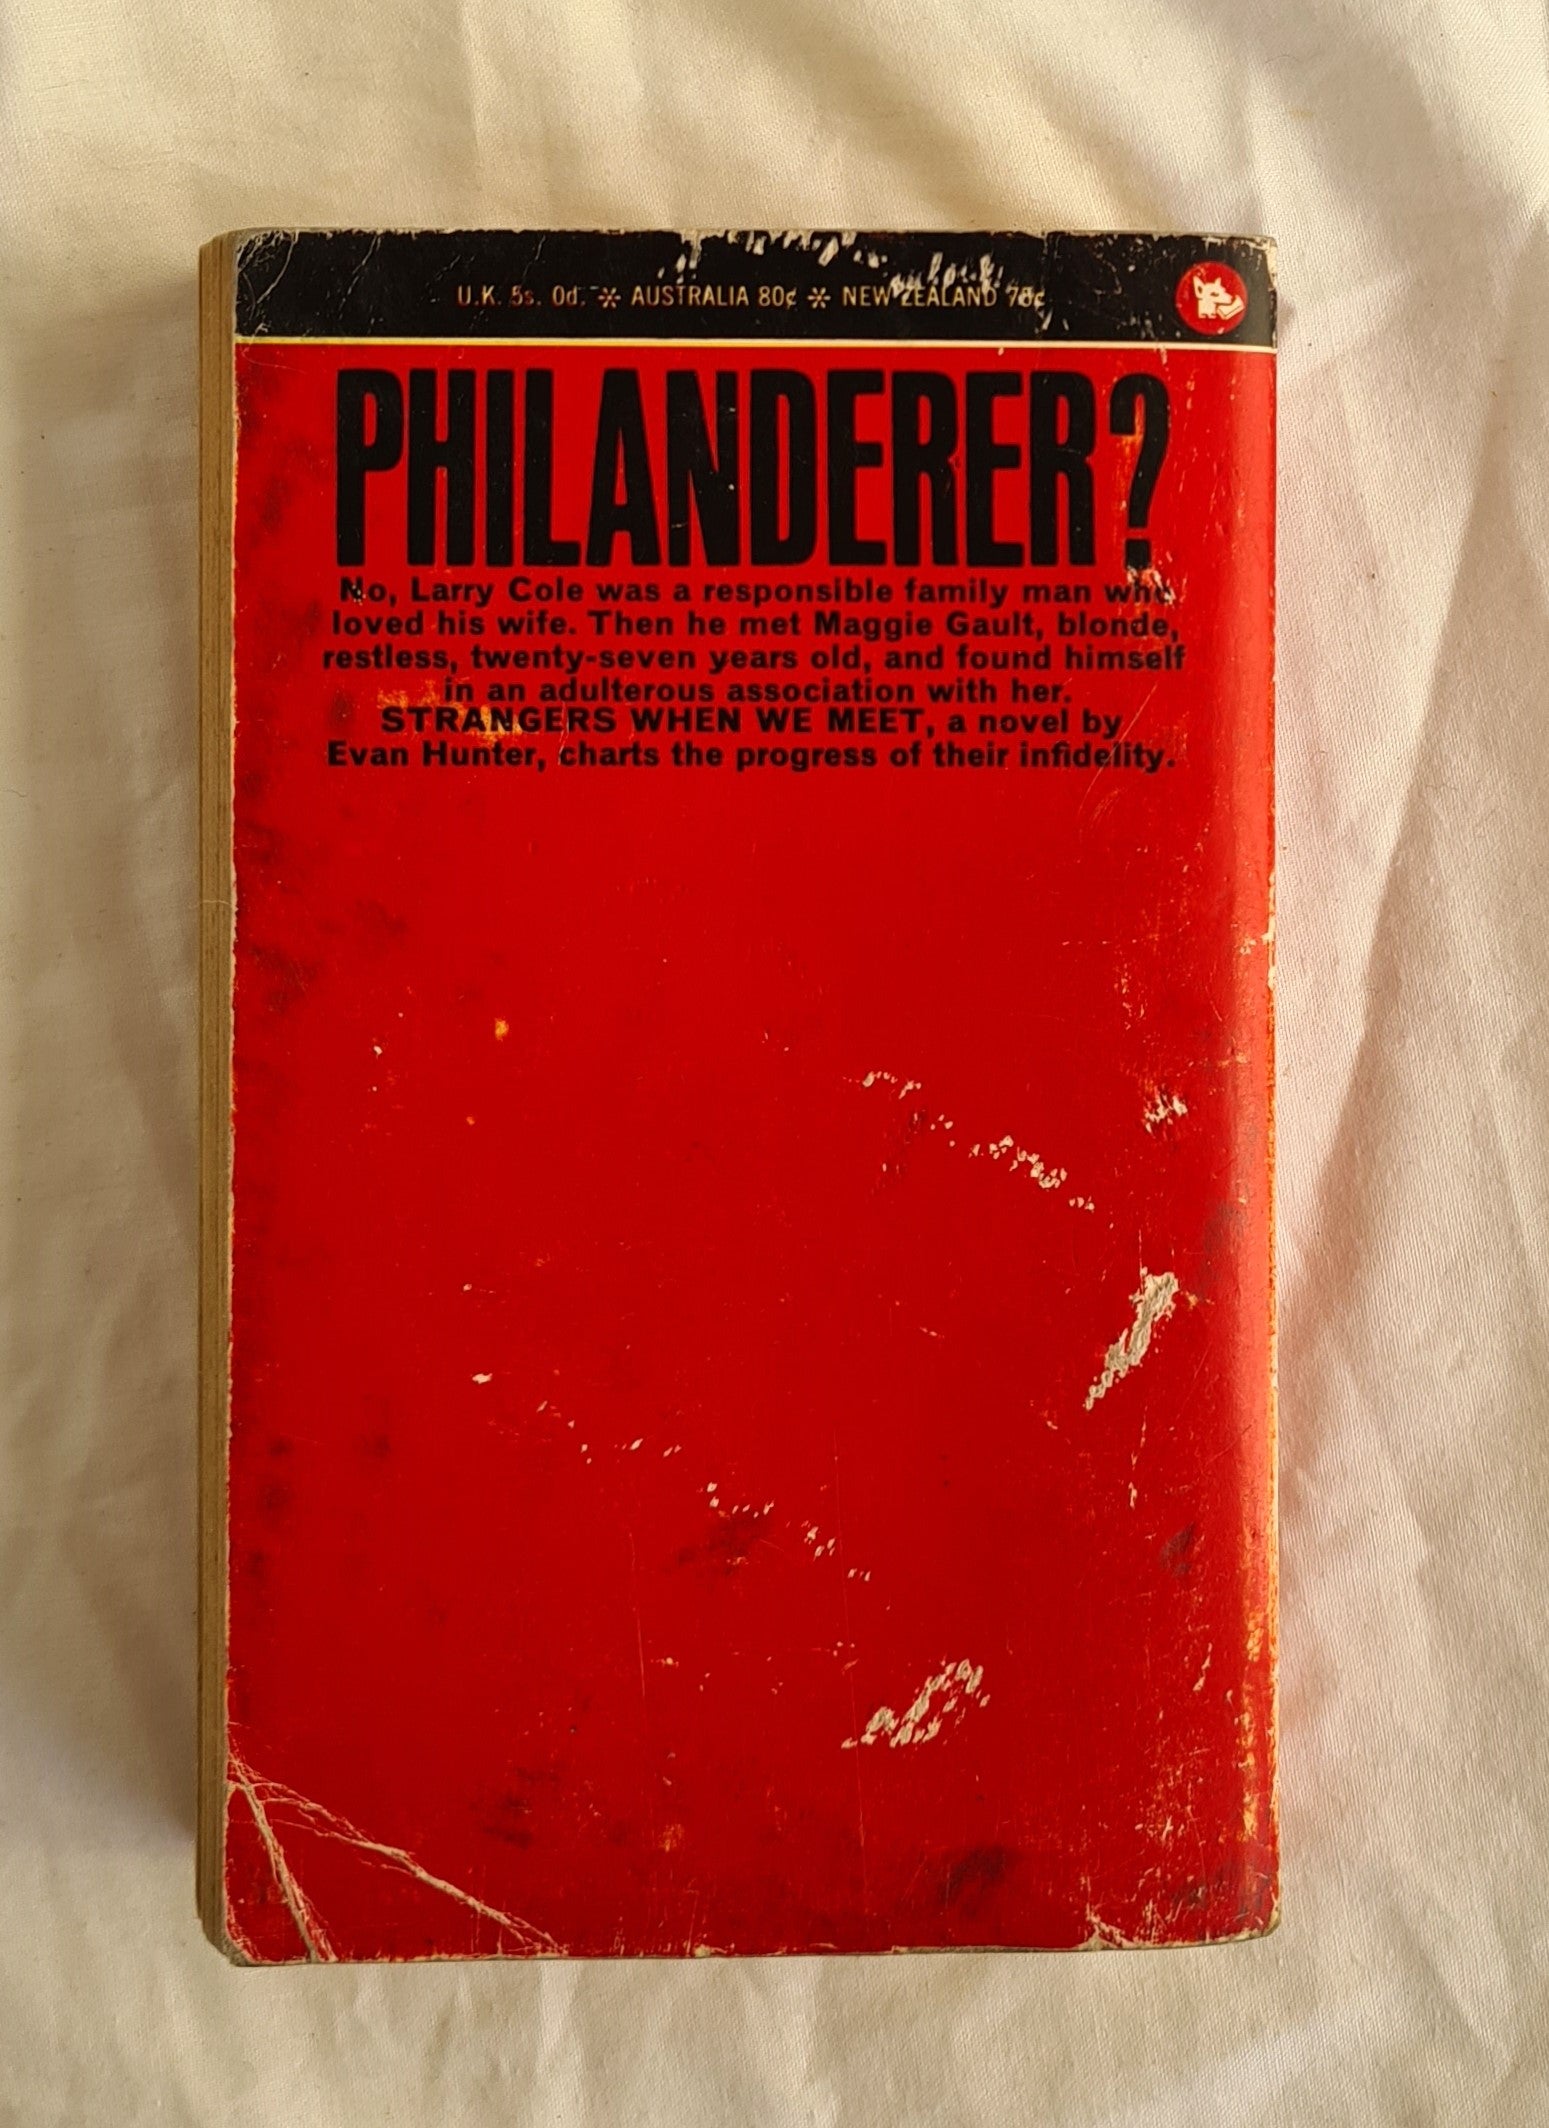 U.K. 5s. 0d. * AUSTRALIA 80¢ * NEW ZEALAND
PHILANDERER?
No, Larry Cole was a responsible family man who
loved his wife. Then he met Maggie Gault, blonde,
restless, twenty-seven years old, and found himself
in an adulterous association with her.
STRANGERS WHEN WE MEET, a novel by
Evan Hunter, charts the progress of their infidelity.